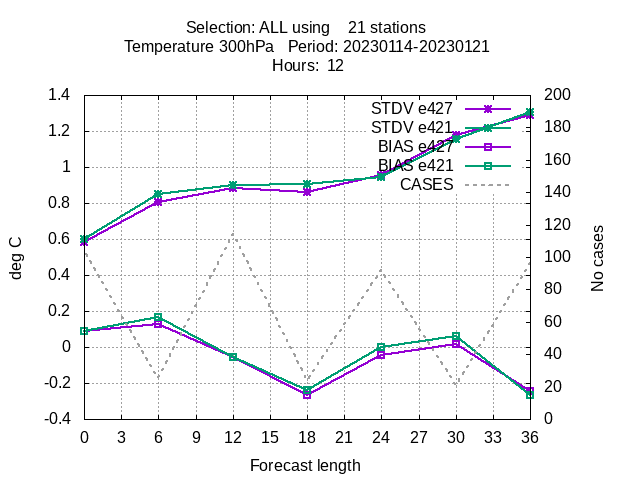 Selection: ALL using    21 stations
Temperature 300hPa   Period: 20230114-20230121
Hours:  12
1.4
1.2
1
0.8
0.6
0.4
0.2
0
-0.2
-0.4
deg C
STDV e427
STDV e421
BIAS e427
BIAS e421
CASES
200
180
160
140
120
100
80
60
40
20
0
No cases
0 3 6 9 12 15 18 21 24 27 30 33 36
Forecast length